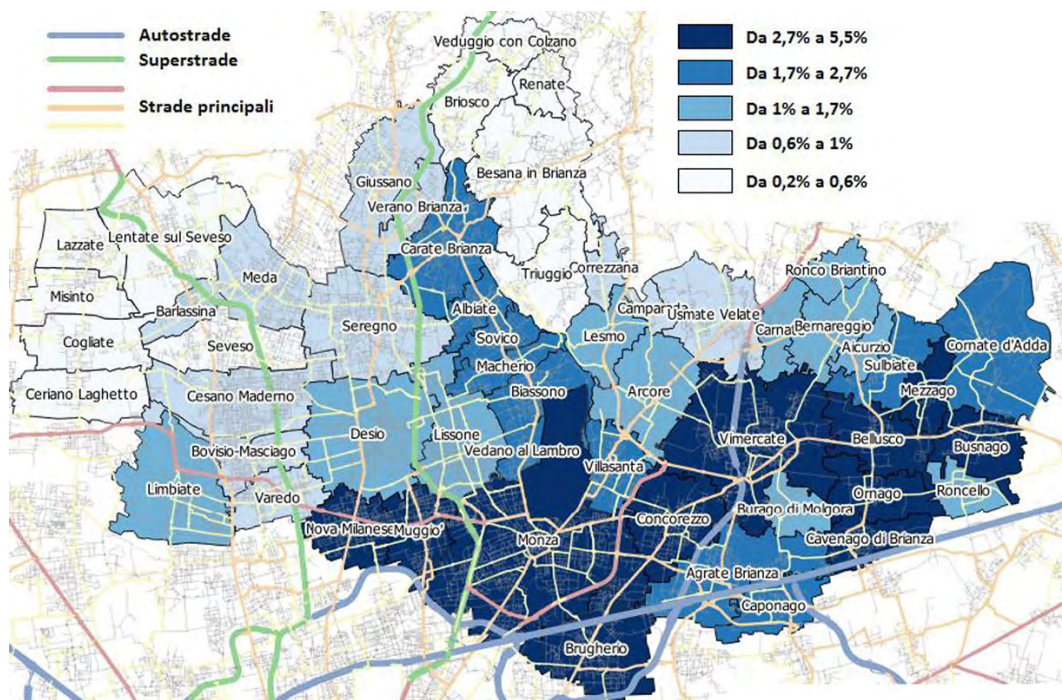 Autostrade
Superstrade
Strade principali
Da 2,7% a 5,5%
Da 1,7% a 2,7%
Da 1% a 1,7%
Da 0,6% a 1%
Da 0,2% a 0,6%
Veduggio con Colzano
Renate
Briosco
Giussano
Besana in Brianza
Verano Brianza
Lazzate
Lentate sul Seveso
Carate Brianza
Meda
Triuggio
Correzzana
Ronco Briantino
Misinto
Barlassina
Albiate
Usmate Velate
Seregno
Bernareggio
Cogliate
Seveso
Sovico
Lesmo
Aicurzio
Cornate d'Adda
Macherio
Sulbiate
Ceriano Laghetto
Cesano Maderno
Biassono
Arcore
Mezzago
Desio
Lissone
Vimercate
Bellusco
Busnago
Bovisio-Masciago
Vedano al Lambro
Villasanta
Limbiate
Varedo
Ornago
Roncello
Burago di Molgora
Nova Milanese
Muggio'
Monza
Concorezzo
Cavenago di Brianza
Agrate Brianza
Caponago
Brugherio